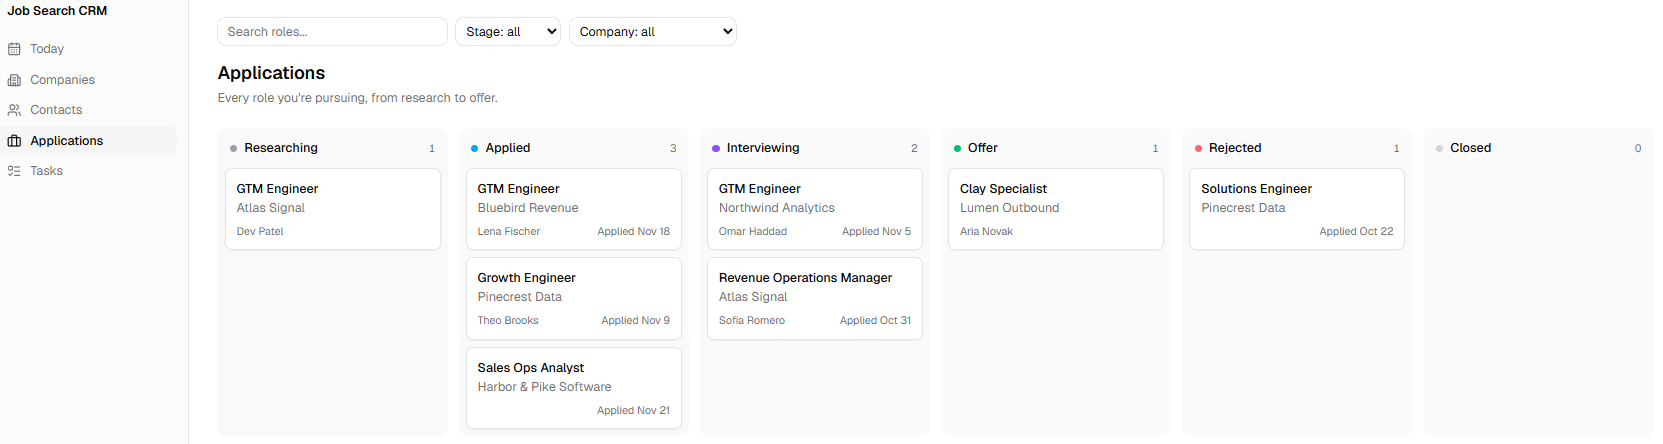 Job Search CRM
Today
Companies
Contacts
Applications
Tasks
Search roles...
Stage: all
Company: all
Applications
Every role you're pursuing, from research to offer.
Researching 1
GTM Engineer
Atlas Signal
Dev Patel
Applied 3
GTM Engineer
Bluebird Revenue
Lena Fischer Applied Nov 18
Growth Engineer
Pinecrest Data
Theo Brooks Applied Nov 9
Sales Ops Analyst
Harbor & Pike Software
Applied Nov 21
Interviewing 2
GTM Engineer
Northwind Analytics
Omar Haddad Applied Nov 5
Revenue Operations Manager
Atlas Signal
Sofia Romero Applied Oct 31
Offer 1
Clay Specialist
Lumen Outbound
Aria Novak
Rejected 1
Solutions Engineer
Pinecrest Data
Applied Oct 22
Closed 0